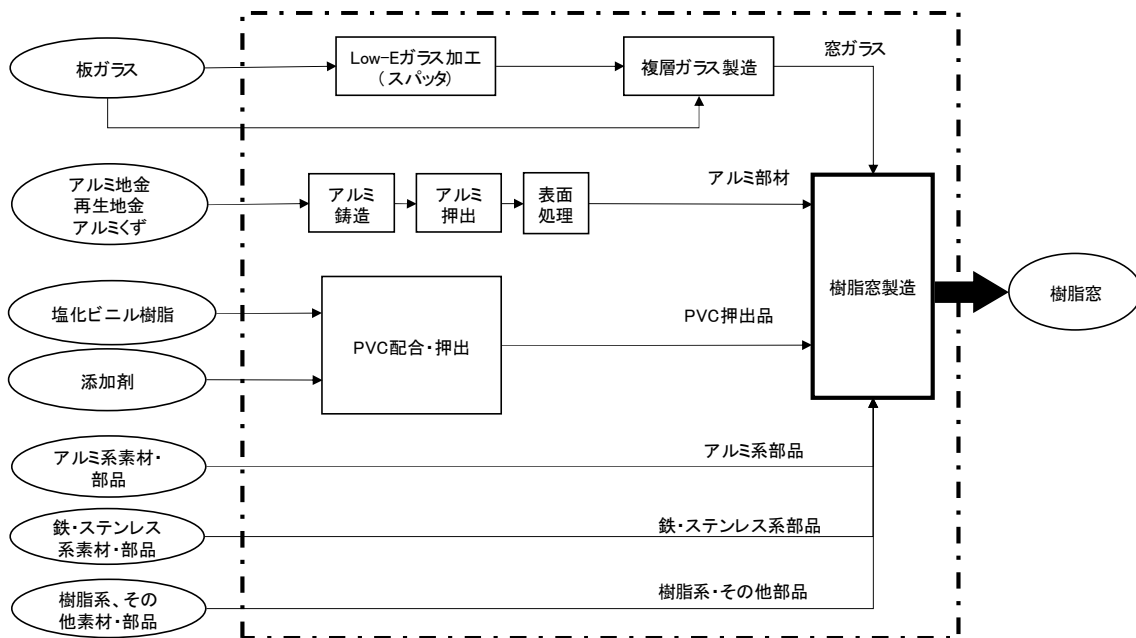 板ガラス
Low-Eガラス加工
(スパッタ)
複層ガラス製造
窓ガラス
アルミ地金
再生地金
アルミくず
アルミ
鋳造
アルミ
押出
表面
処理
アルミ部材
樹脂窓製造
樹脂窓
塩化ビニル樹脂
添加剤
PVC配合・押出
PVC押出品
アルミ系素材・
部品
アルミ系部品
鉄・ステンレス
系素材・部品
鉄・ステンレス系部品
樹脂系、その
他素材・部品
樹脂系・その他部品